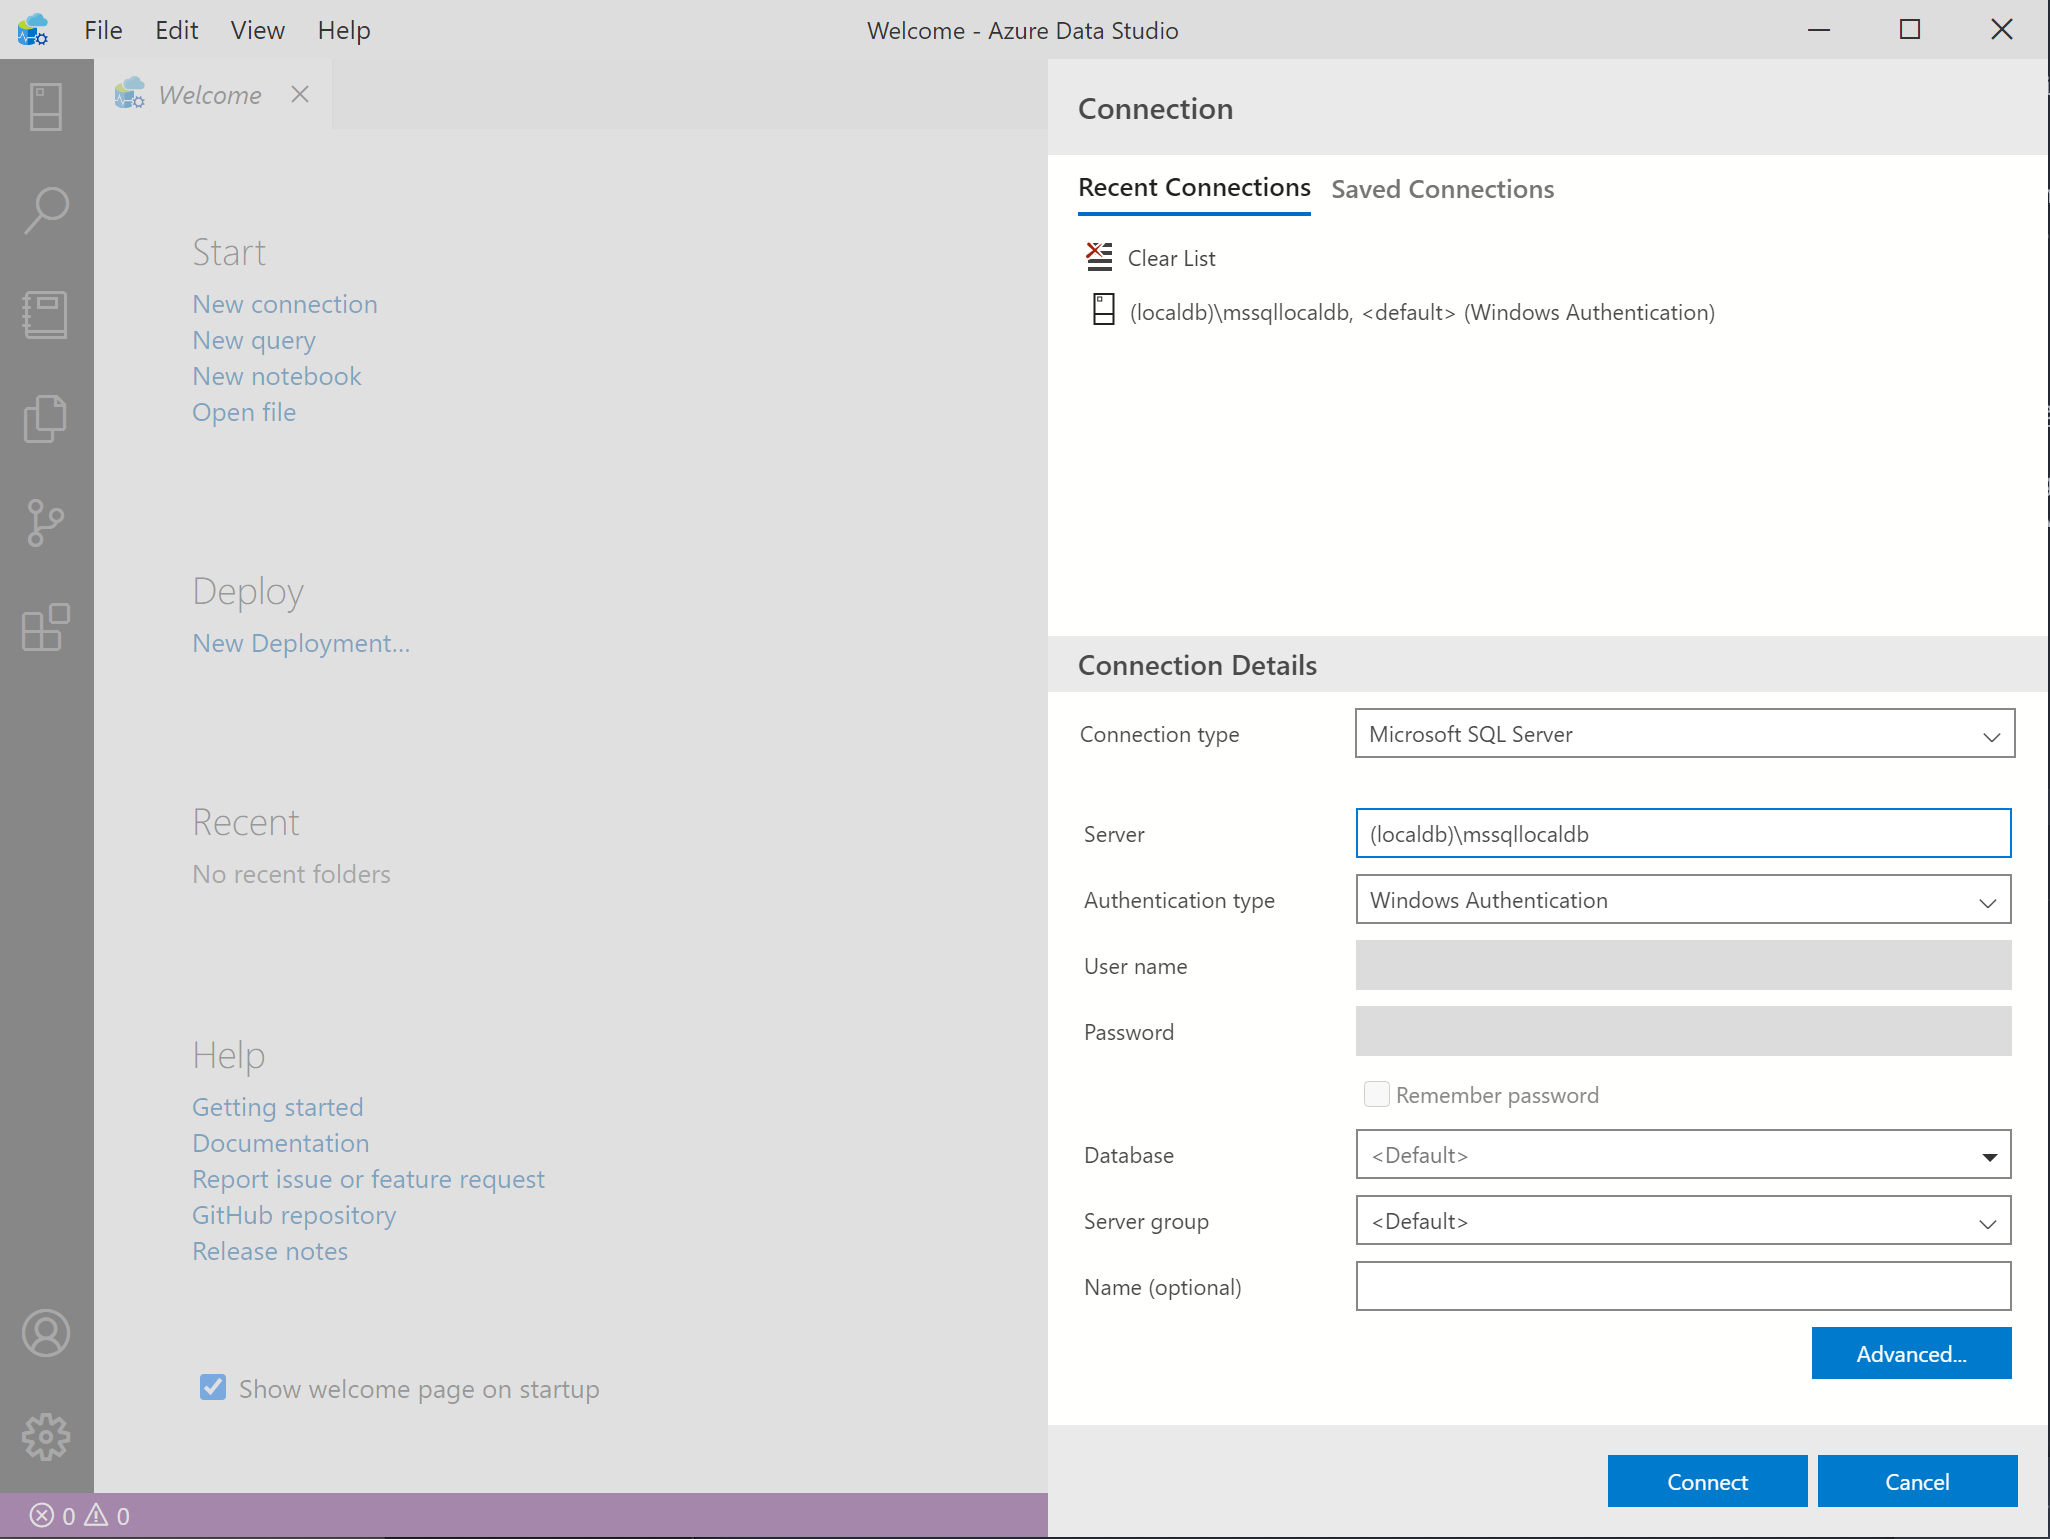 File Edit View Help Welcome - Azure Data Studio
Welcome
Start
New connection
New query
New notebook
Open file
Deploy
New Deployment...
Recent
No recent folders
Help
Getting started
Documentation
Report issue or feature request
GitHub repository
Release notes
Show welcome page on startup
0 0
Connection
Recent Connections Saved Connections
Clear List
(localdb)\mssqllocaldb, <default> (Windows Authentication)
Connection Details
Connection type Microsoft SQL Server
Server (localdb)\mssqllocaldb
Authentication type Windows Authentication
User name
Password
Remember password
Database <Default>
Server group <Default>
Name (optional)
Advanced...
Connect Cancel